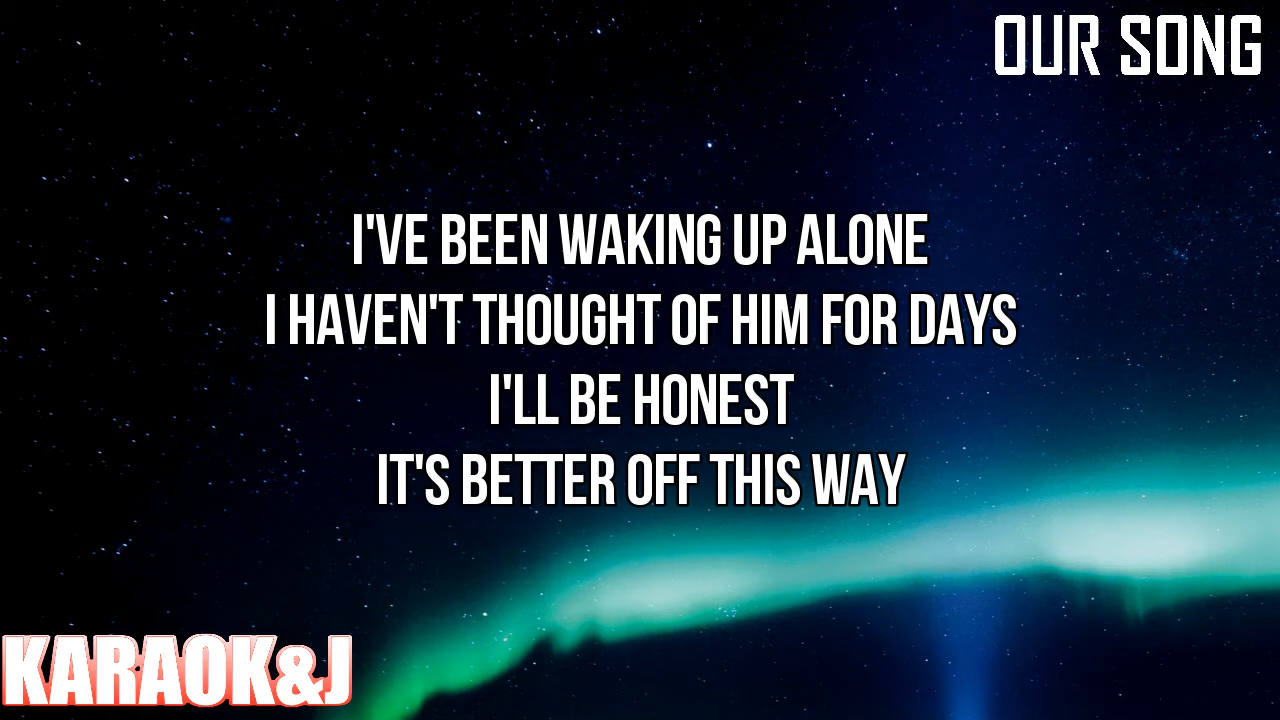 OUR SONG
I'VE BEEN WAKING UP ALONE
I HAVEN'T THOUGHT OF HIM FOR DAYS
I'LL BE HONEST
IT'S BETTER OFF THIS WAY
KARAOK&J